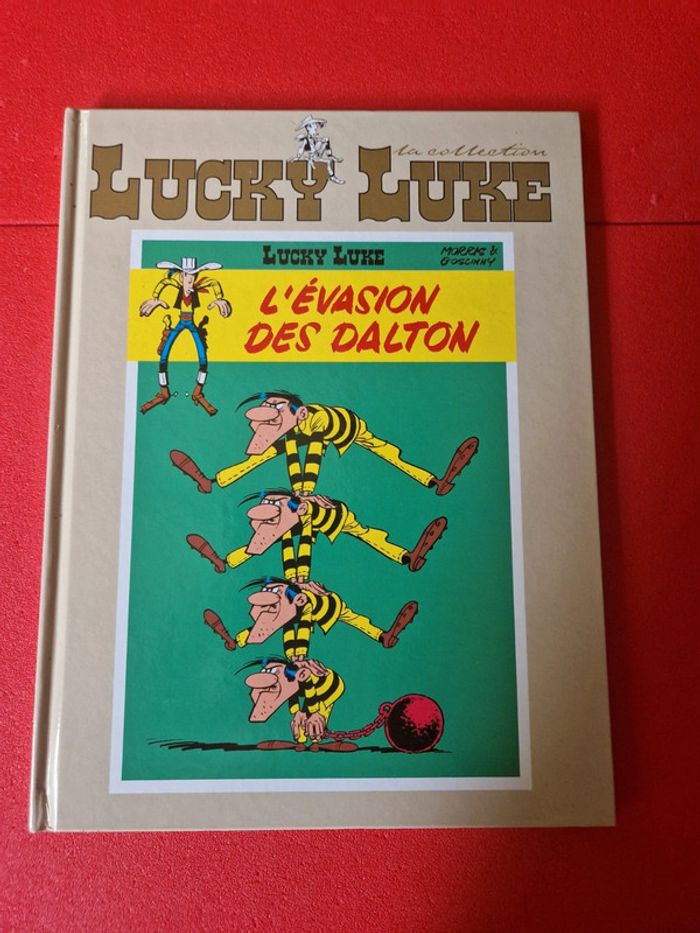 la collection
LUCKY LUKE
LUCKY LUKE
MORRIS &
GOSCINNY
L'ÉVASION
DES DALTON